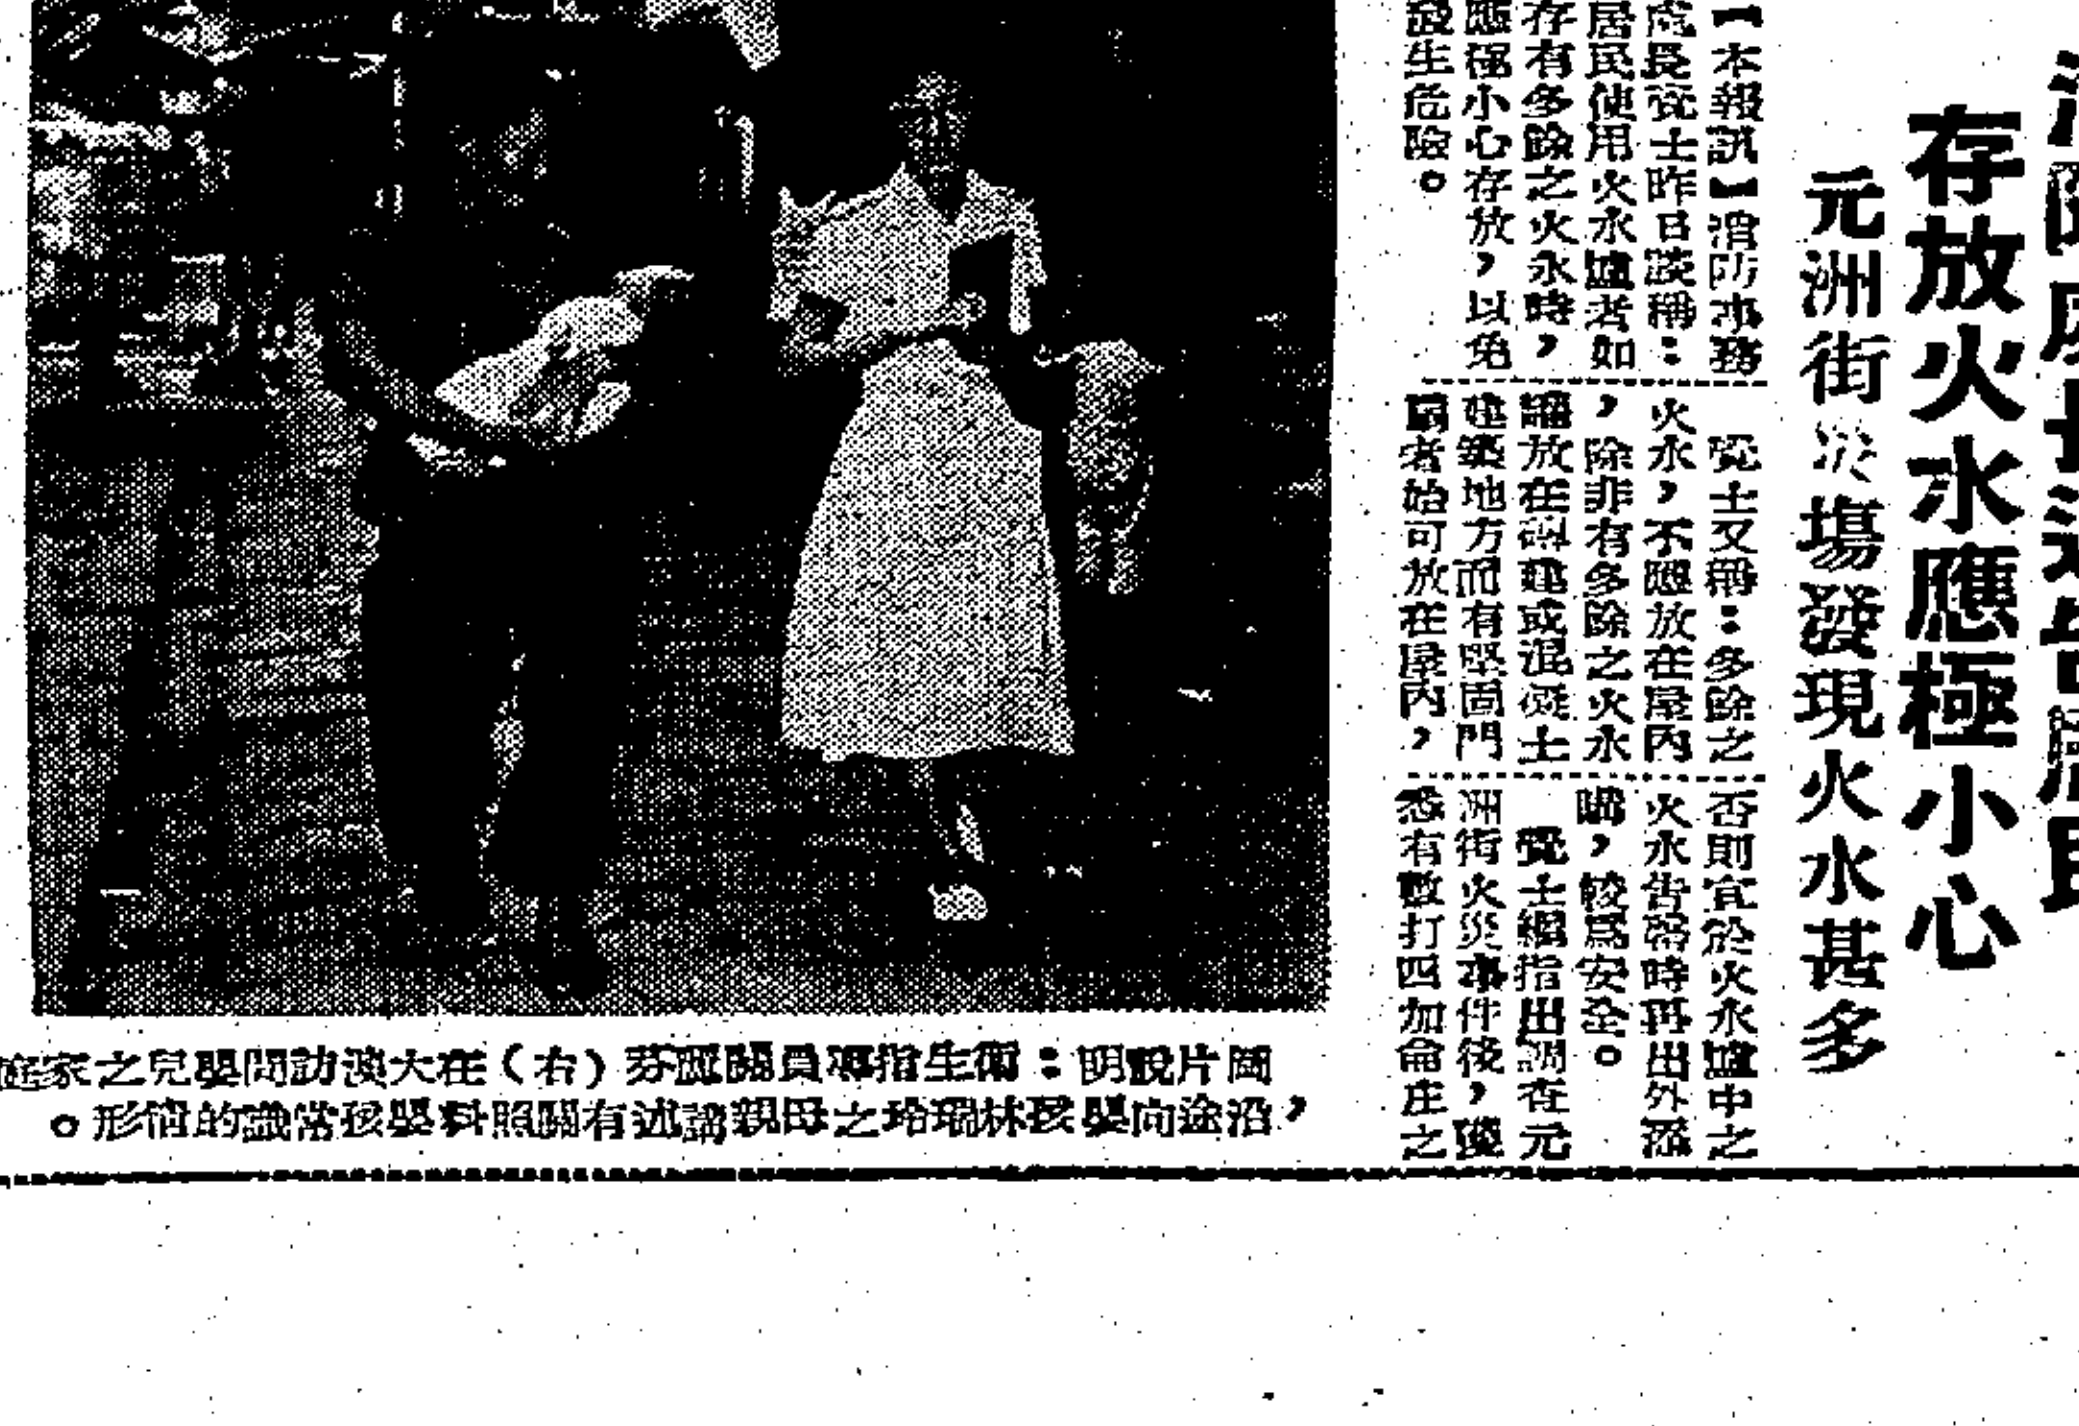 存放火水應極小心
元洲街災場發現火水甚多
【本報訊】消防事務
處長覺士昨日談稱：
居民使用火水爐者如
存有多餘之火水時，
應極小心存放，以免
發生危險。
覺士又稱：多餘之
火水，不應放在屋內
，除非有多餘之火水
放在磚建或混凝土
建築地方而有堅固門
者始可放在屋內，
否則宜於火水爐中之
火水告罄時再出外添
購，較為安全。
覺士繼指出調在元
洲街火災事件後，
悉有數打四加侖庄之
圖片說明：衛生指導員關麗芬（右）在大澳訪問嬰兒之家庭
，沿途向嬰孩林瑞玲之母親講述有關照料嬰孩常識的情形。